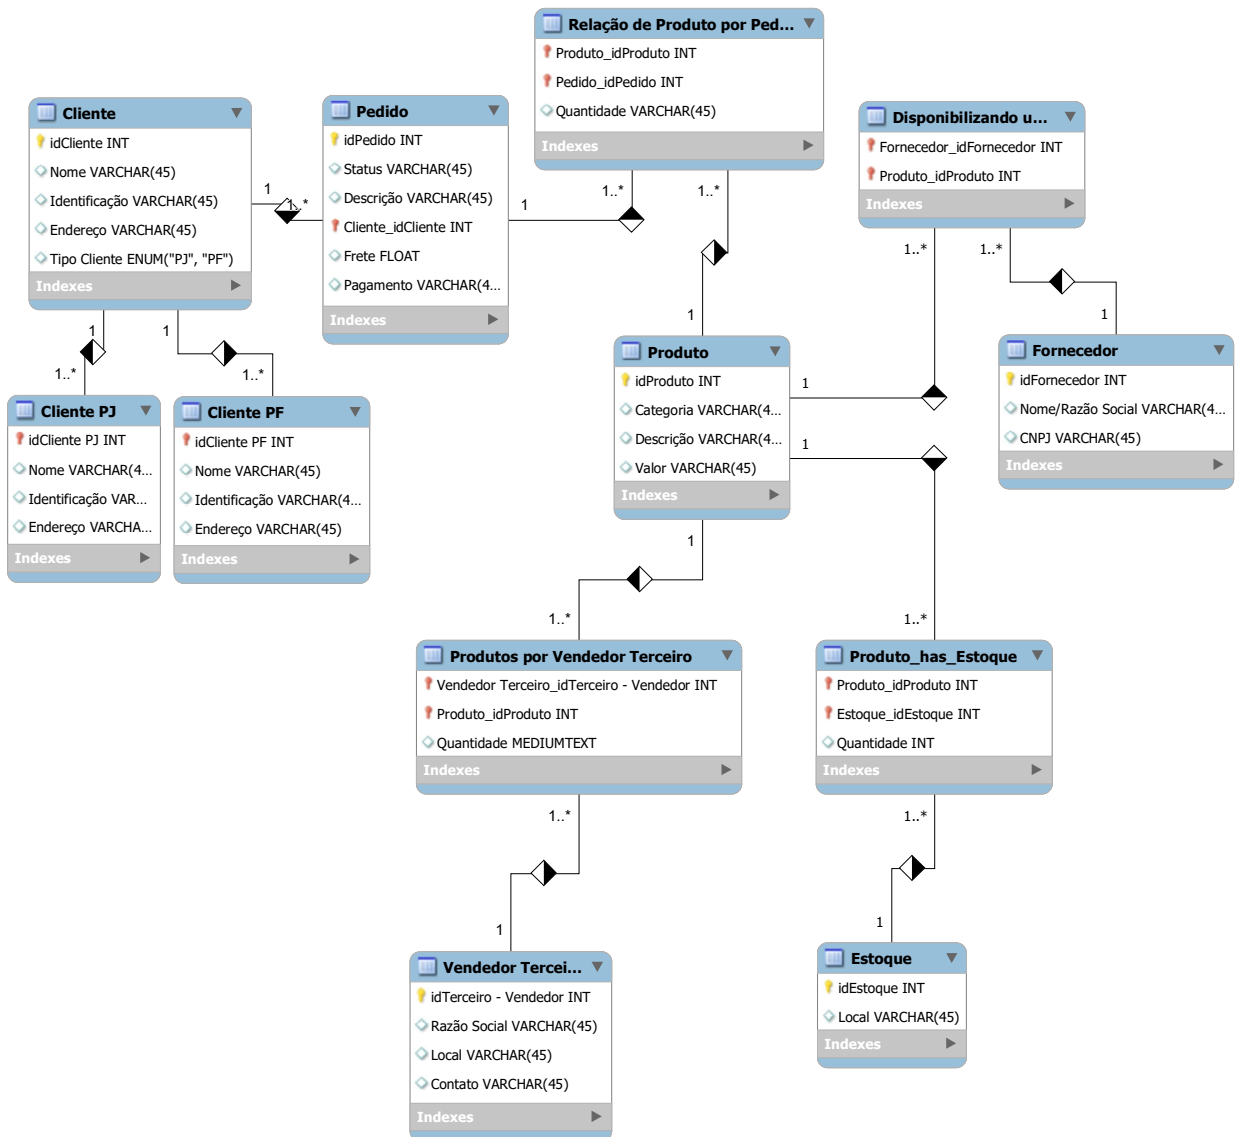 Relação de Produto por Ped...
Produto_idProduto INT
Pedido_idPedido INT
Quantidade VARCHAR(45)
Indexes
Cliente
idCliente INT
Nome VARCHAR(45)
Identificação VARCHAR(45)
Endereço VARCHAR(45)
Tipo Cliente ENUM("PJ", "PF")
Indexes
Pedido
idPedido INT
Status VARCHAR(45)
Descrição VARCHAR(45)
Cliente_idCliente INT
Frete FLOAT
Pagamento VARCHAR(4...
Indexes
Disponibilizando u...
Fornecedor_idFornecedor INT
Produto_idProduto INT
Indexes
1
1..*
1
1..*
1..*
1
1..*
1..*
1
1
1..*
1
1..*
Cliente PJ
idCliente PJ INT
Nome VARCHAR(4...
Identificação VAR...
Endereço VARCHA...
Indexes
Cliente PF
idCliente PF INT
Nome VARCHAR(45)
Identificação VARCHAR(4...
Endereço VARCHAR(45)
Indexes
Produto
idProduto INT
Categoria VARCHAR(4...
Descrição VARCHAR(4...
Valor VARCHAR(45)
Indexes
1
1
1
Fornecedor
idFornecedor INT
Nome/Razão Social VARCHAR(4...
CNPJ VARCHAR(45)
Indexes
1
1..*
1..*
Produtos por Vendedor Terceiro
Vendedor Terceiro_idTerceiro - Vendedor INT
Produto_idProduto INT
Quantidade MEDIUMTEXT
Indexes
Produto_has_Estoque
Produto_idProduto INT
Estoque_idEstoque INT
Quantidade INT
Indexes
1..*
1..*
1
1
Vendedor Tercei...
idTerceiro - Vendedor INT
Razão Social VARCHAR(45)
Local VARCHAR(45)
Contato VARCHAR(45)
Indexes
Estoque
idEstoque INT
Local VARCHAR(45)
Indexes